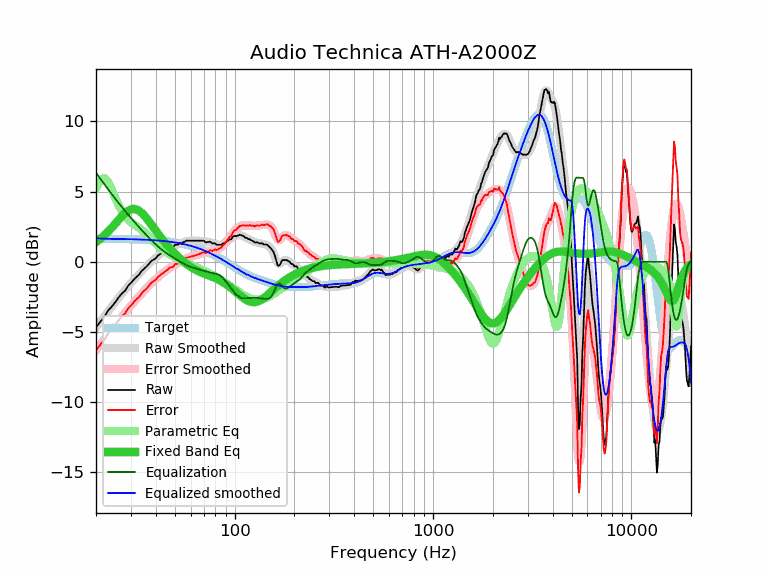 Audio Technica ATH-A2000Z
Amplitude (dBr)
10
5
0
−5
−10
−15
Target
Raw Smoothed
Error Smoothed
Raw
Error
Parametric Eq
Fixed Band Eq
Equalization
Equalized smoothed
100
1000
10000
Frequency (Hz)